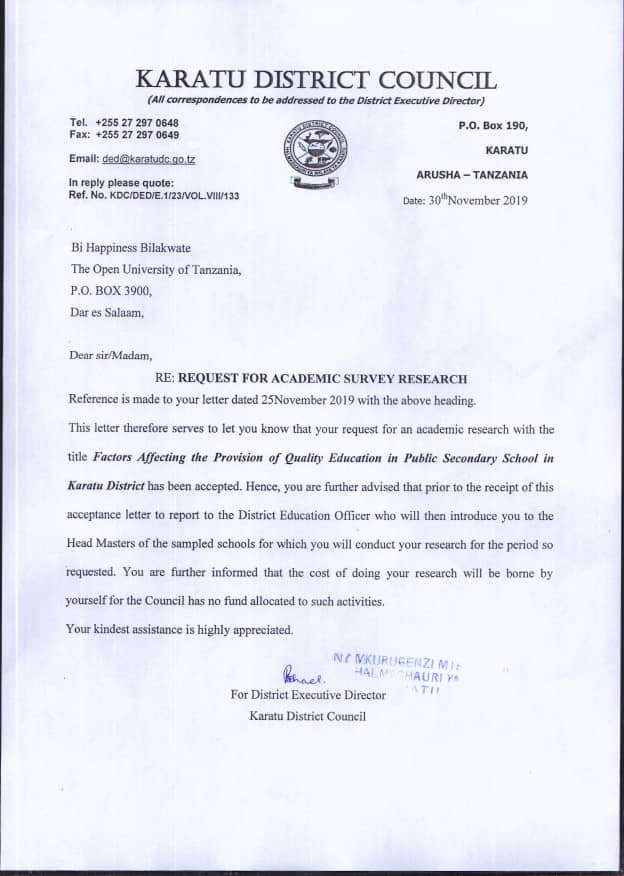 KARATU DISTRICT COUNCIL
(All correspondences to be addressed to the District Executive Director)
Tel. +255 27 297 0648
Fax: +255 27 297 0649
Email: ded@karatudc.go.tz
In reply please quote:
Ref. No. KDC/DED/E.1/23/VOL.VIII/133
KARATU DISTRICT COUNCIL
P.O. Box 190,
KARATU
ARUSHA – TANZANIA
Date: 30thNovember 2019
Bi Happiness Bilakwate
The Open University of Tanzania,
P.O. BOX 3900,
Dar es Salaam,
Dear sir/Madam,
RE: REQUEST FOR ACADEMIC SURVEY RESEARCH
Reference is made to your letter dated 25November 2019 with the above heading.
This letter therefore serves to let you know that your request for an academic research with the
title Factors Affecting the Provision of Quality Education in Public Secondary School in
Karatu District has been accepted. Hence, you are further advised that prior to the receipt of this
acceptance letter to report to the District Education Officer who will then introduce you to the
Head Masters of the sampled schools for which you will conduct your research for the period so
requested. You are further informed that the cost of doing your research will be borne by
yourself for the Council has no fund allocated to such activities.
Your kindest assistance is highly appreciated.
MKURUGENZI
For District Executive Director
Karatu District Council